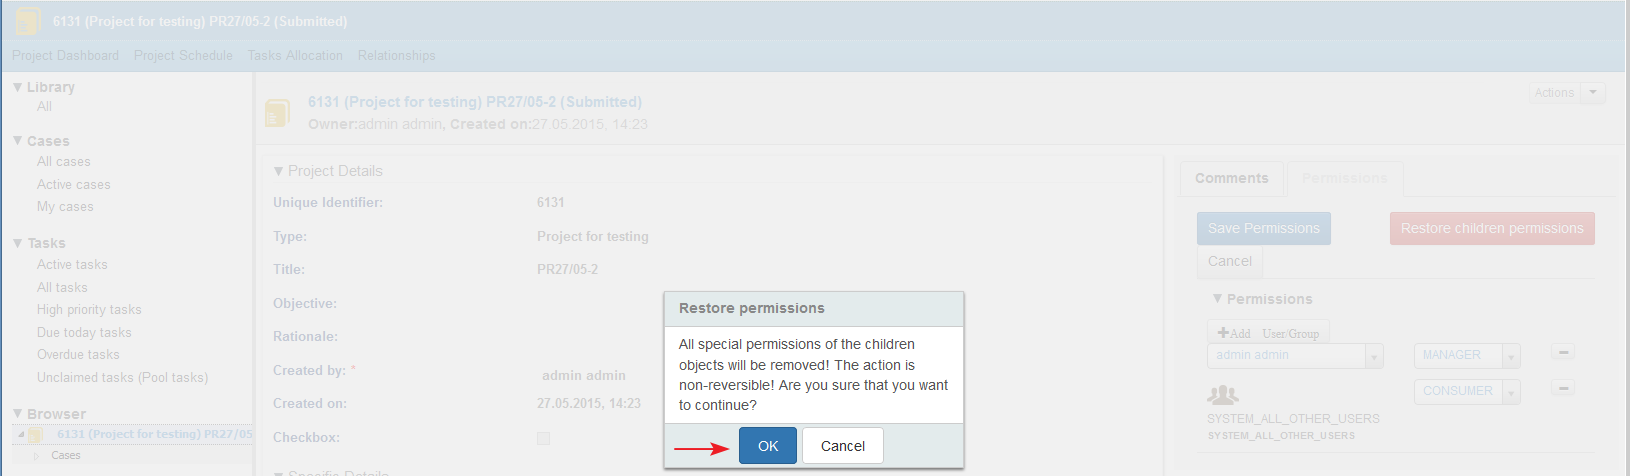 6131 (Project for testing) PR27/05-2 (Submitted)
Project Dashboard Project Schedule Tasks Allocation Relationships
Library
All
Cases
All cases
Active cases
My cases
Tasks
Active tasks
All tasks
High priority tasks
Due today tasks
Overdue tasks
Unclaimed tasks (Pool tasks)
Browser
6131 (Project for testing) PR27/05
Cases
6131 (Project for testing) PR27/05-2 (Submitted)
Owner:admin admin, Created on:27.05.2015, 14:23
Actions
Project Details
Unique Identifier: 6131
Type: Project for testing
Title: PR27/05-2
Objective:
Rationale:
Created by: * admin admin
Created on: 27.05.2015, 14:23
Checkbox:
Specific Details
Comments Permissions
Save Permissions Restore children permissions
Cancel
Permissions
+Add User/Group
admin admin MANAGER
CONSUMER
SYSTEM_ALL_OTHER_USERS
SYSTEM_ALL_OTHER_USERS
Restore permissions
All special permissions of the children
objects will be removed! The action is
non-reversible! Are you sure that you want
to continue?
OK Cancel